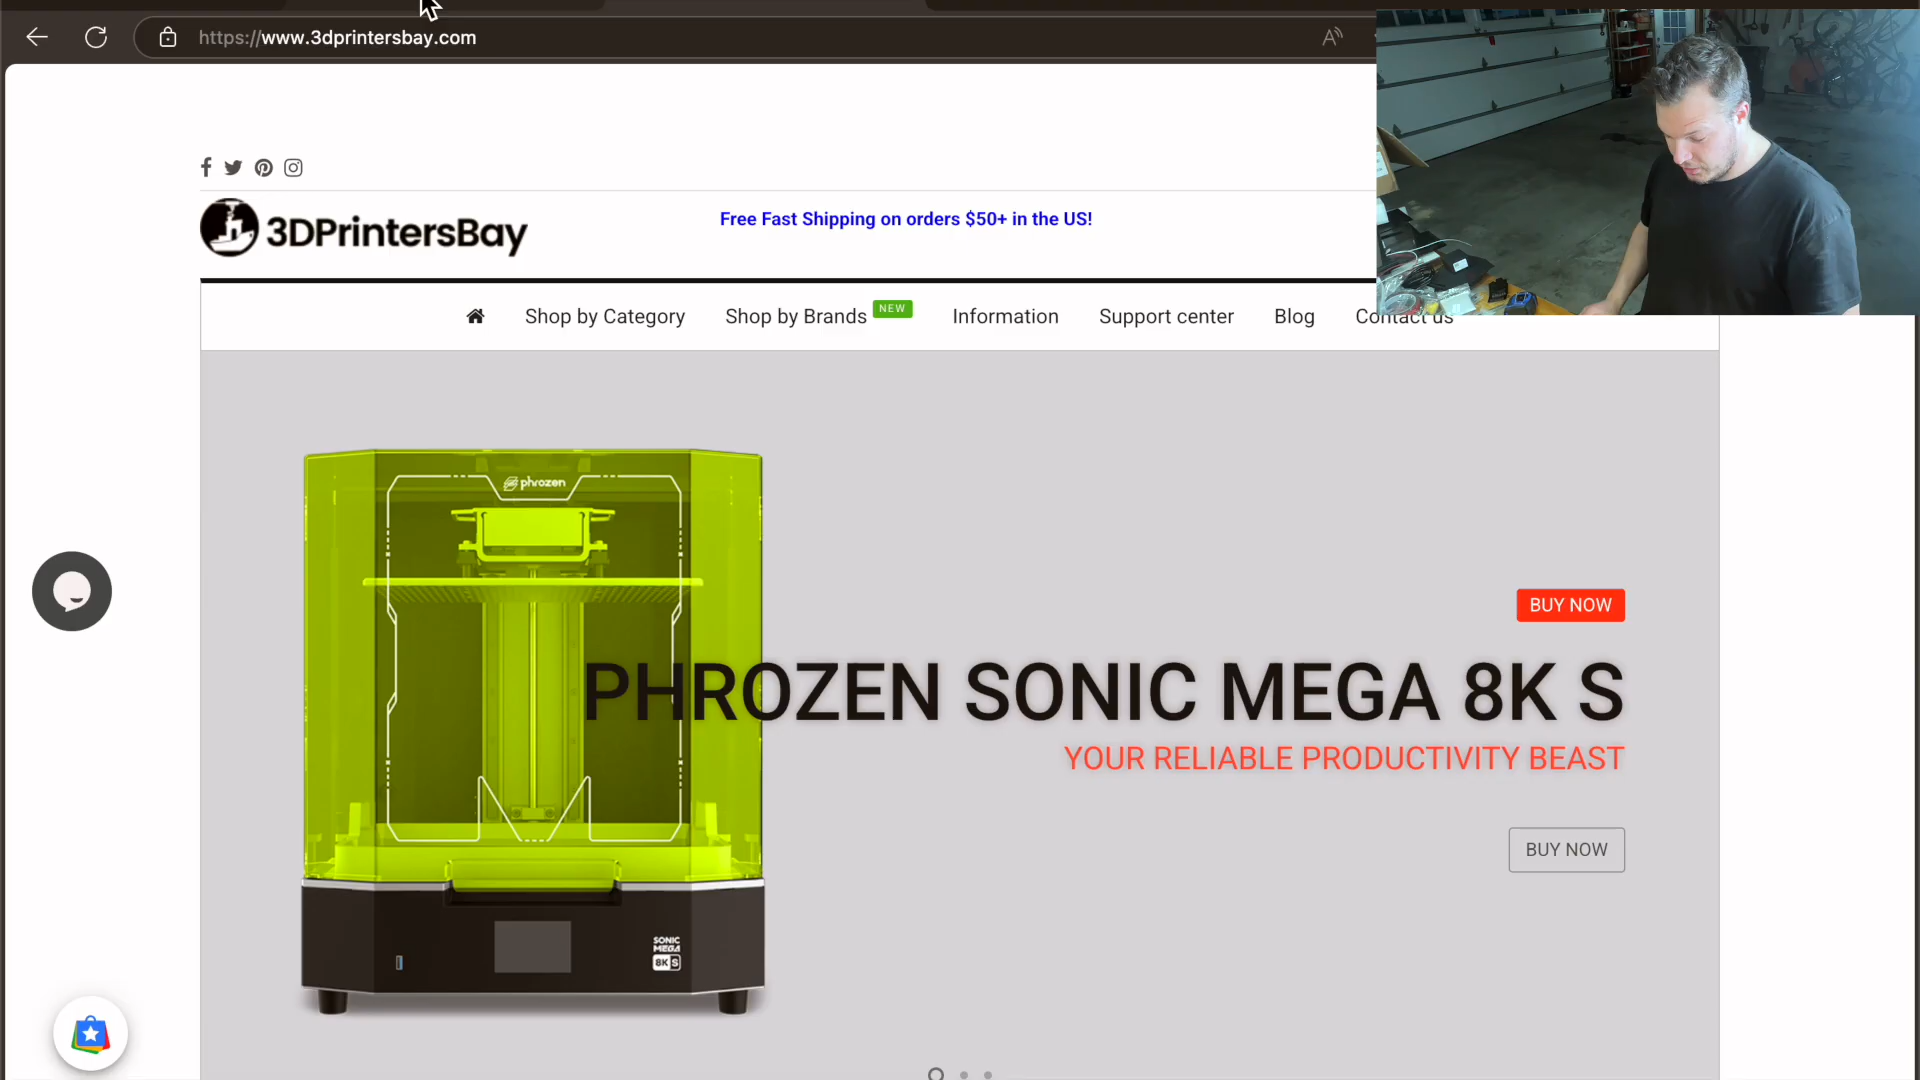 https://www.3dprintersbay.com
3DPrintersBay
Free Fast Shipping on orders $50+ in the US!
Shop by Category
Shop by Brands
NEW
Information
Support center
Blog
Contact us
phrozen
BUY NOW
PHROZEN SONIC MEGA 8K S
YOUR RELIABLE PRODUCTIVITY BEAST
BUY NOW
SONIC
MEGA
8K S